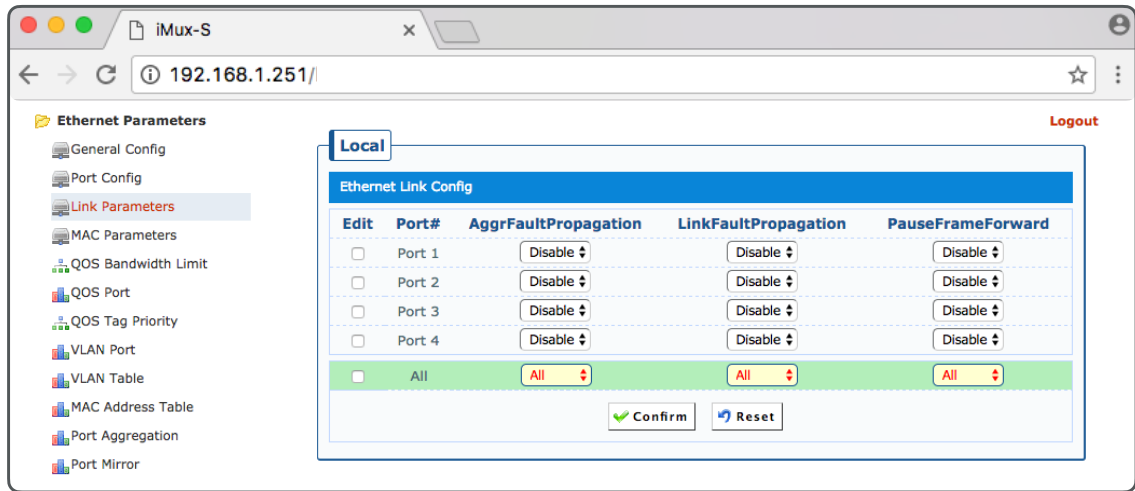 iMux-S
192.168.1.251/
Ethernet Parameters
General Config
Port Config
Link Parameters
MAC Parameters
QOS Bandwidth Limit
QOS Port
QOS Tag Priority
VLAN Port
VLAN Table
MAC Address Table
Port Aggregation
Port Mirror
Logout
Local
Ethernet Link Config
Edit Port# AggrFaultPropagation LinkFaultPropagation PauseFrameForward
Port 1 Disable Disable Disable
Port 2 Disable Disable Disable
Port 3 Disable Disable Disable
Port 4 Disable Disable Disable
All All All All
Confirm Reset